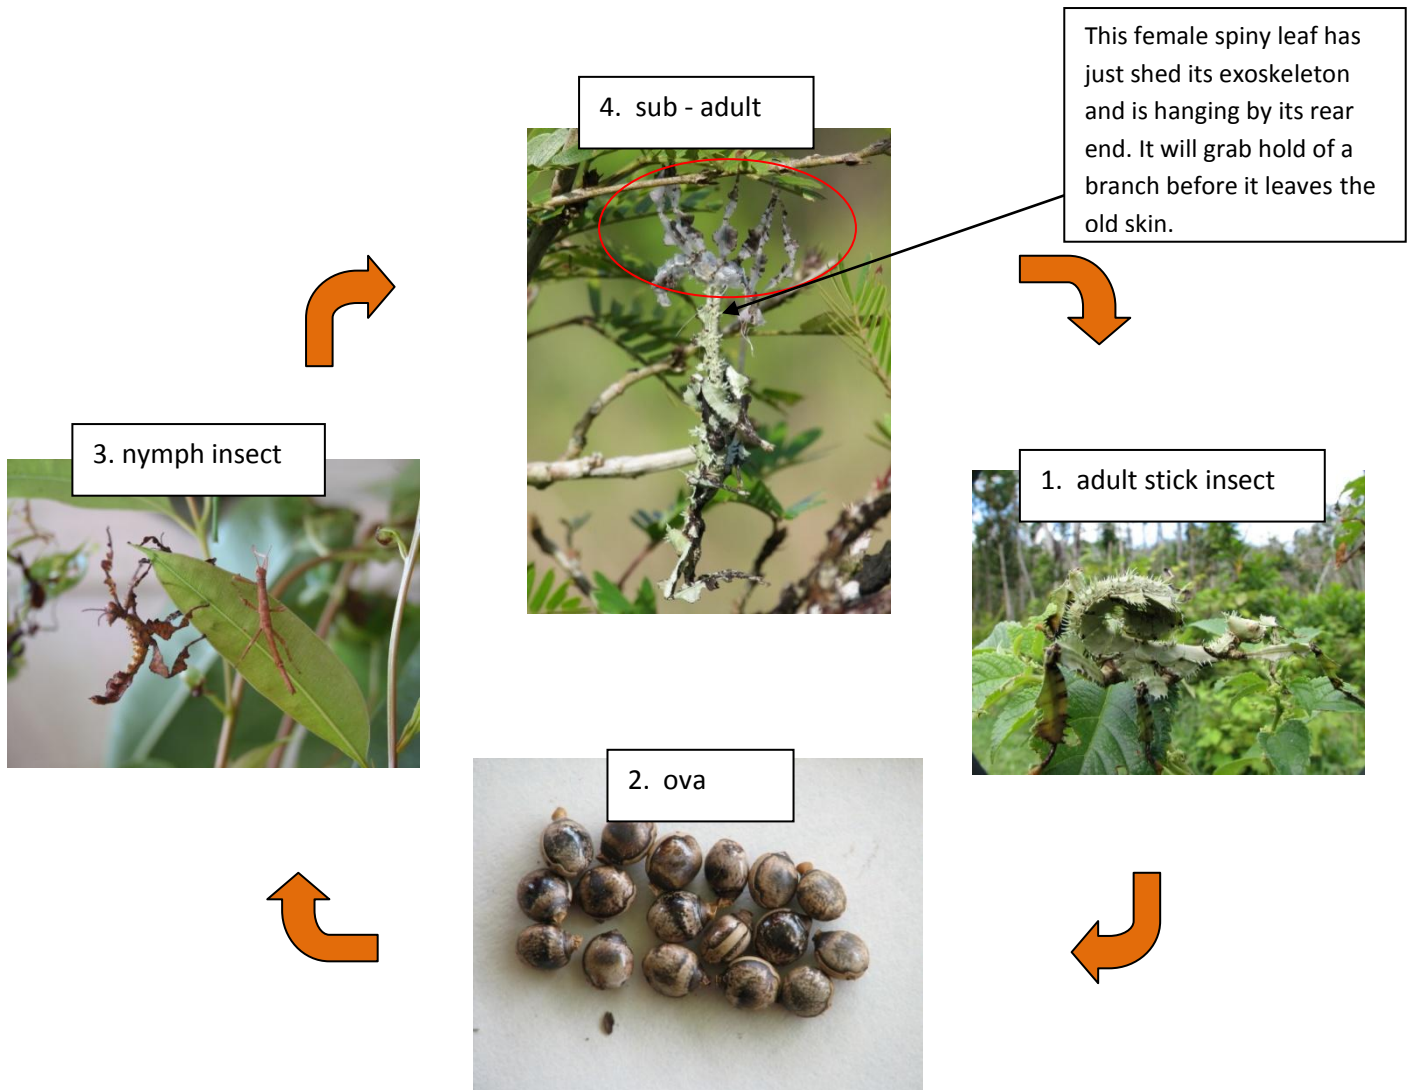 This female spiny leaf has
just shed its exoskeleton
and is hanging by its rear
end. It will grab hold of a
branch before it leaves the
old skin.
4. sub - adult
3. nymph insect
1. adult stick insect
2. ova